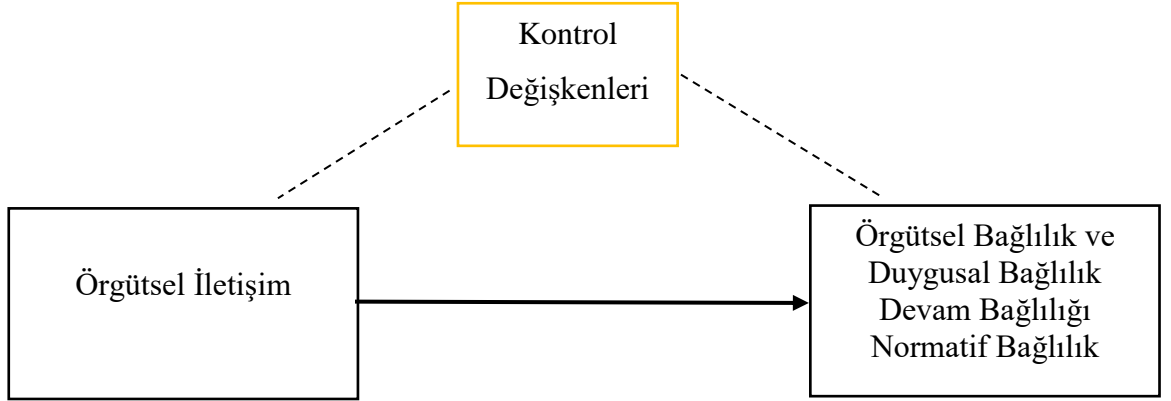 Kontrol
Değişkenleri
Örgütsel İletişim
Örgütsel Bağlılık ve
Duygusal Bağlılık
Devam Bağlılığı
Normatif Bağlılık